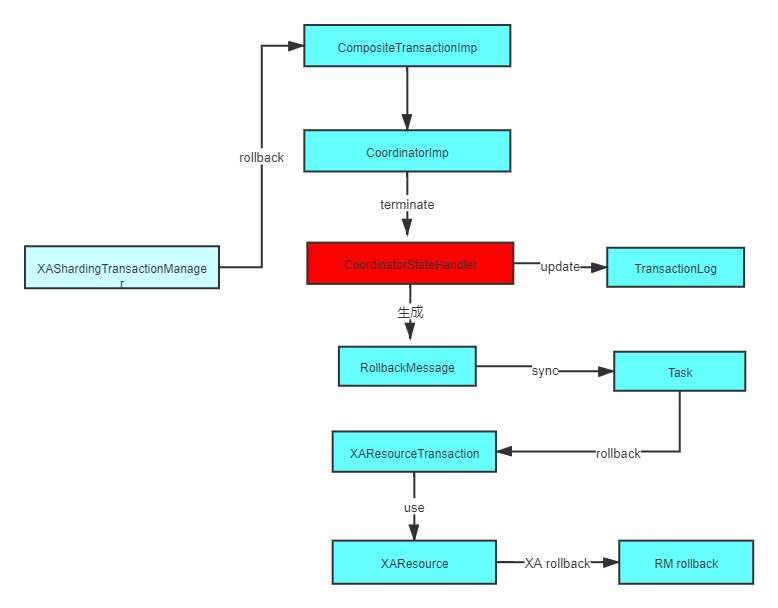 CompositeTransactionImp
rollback
CoordinatorImp
terminate
XAShardingTransactionManage
r
CoordinatorStateHandler
update
TransactionLog
生成
RollbackMessage
sync
Task
XAResourceTransaction
rollback
use
XAResource
XA rollback
RM rollback